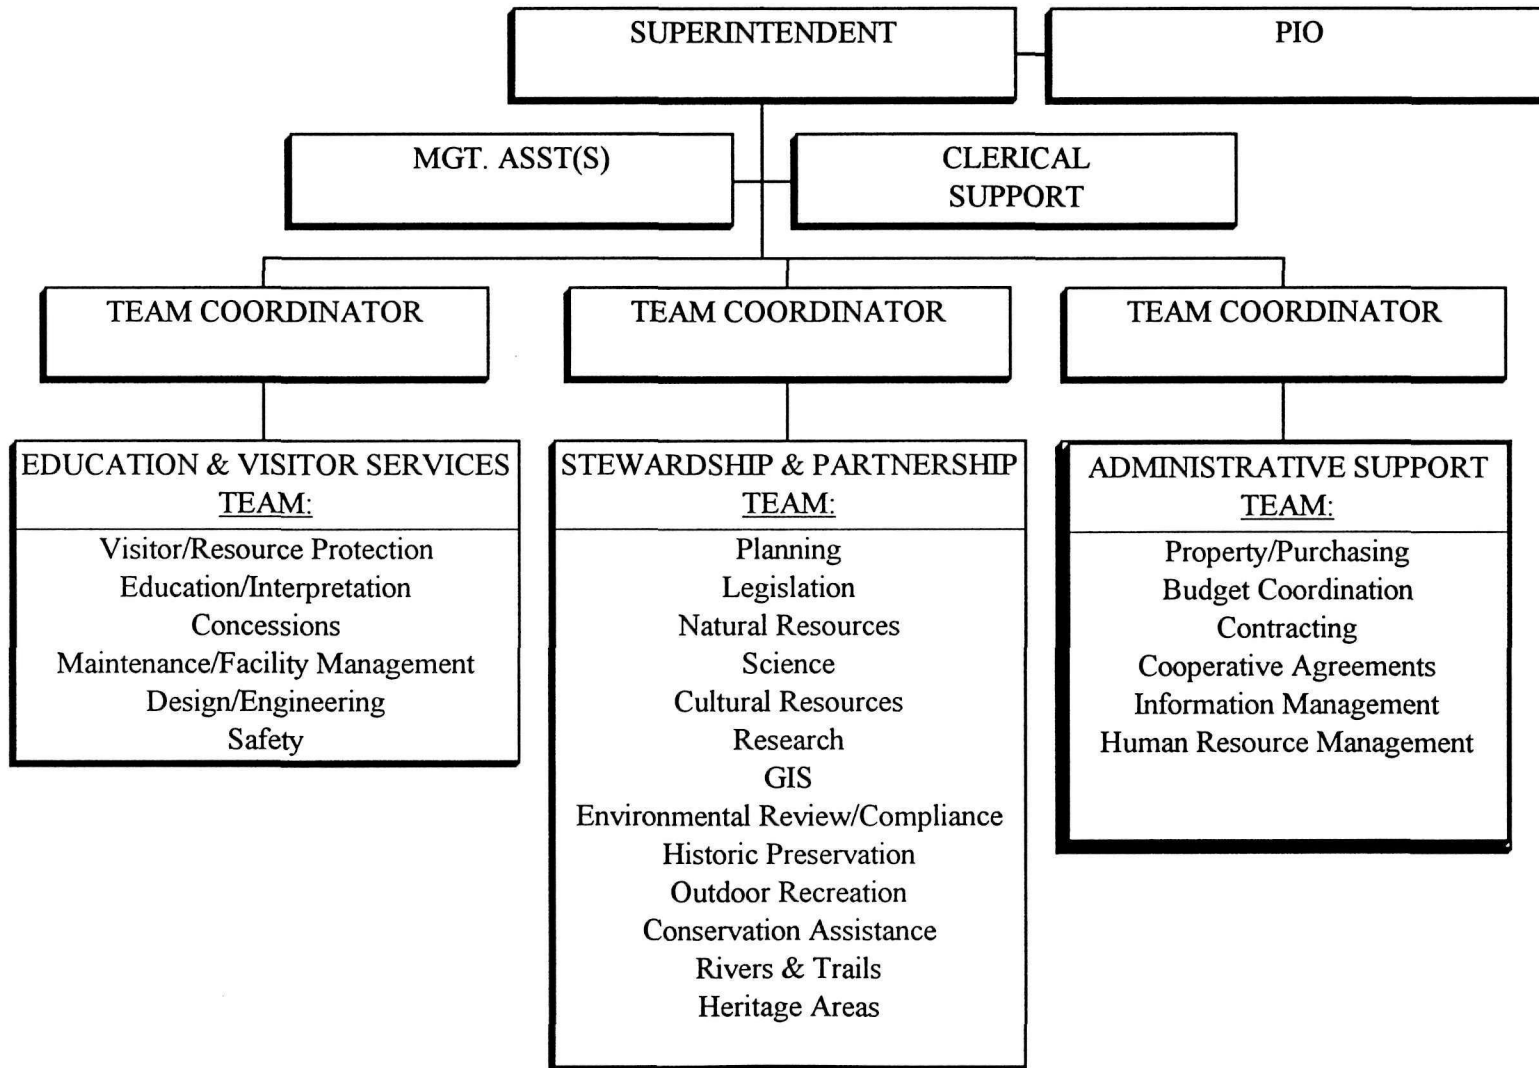 SUPERINTENDENT
PIO
MGT. ASST(S)
CLERICAL
SUPPORT
TEAM COORDINATOR
TEAM COORDINATOR
TEAM COORDINATOR
EDUCATION & VISITOR SERVICES
TEAM:
Visitor/Resource Protection
Education/Interpretation
Concessions
Maintenance/Facility Management
Design/Engineering
Safety
STEWARDSHIP & PARTNERSHIP
TEAM:
Planning
Legislation
Natural Resources
Science
Cultural Resources
Research
GIS
Environmental Review/Compliance
Historic Preservation
Outdoor Recreation
Conservation Assistance
Rivers & Trails
Heritage Areas
ADMINISTRATIVE SUPPORT
TEAM:
Property/Purchasing
Budget Coordination
Contracting
Cooperative Agreements
Information Management
Human Resource Management